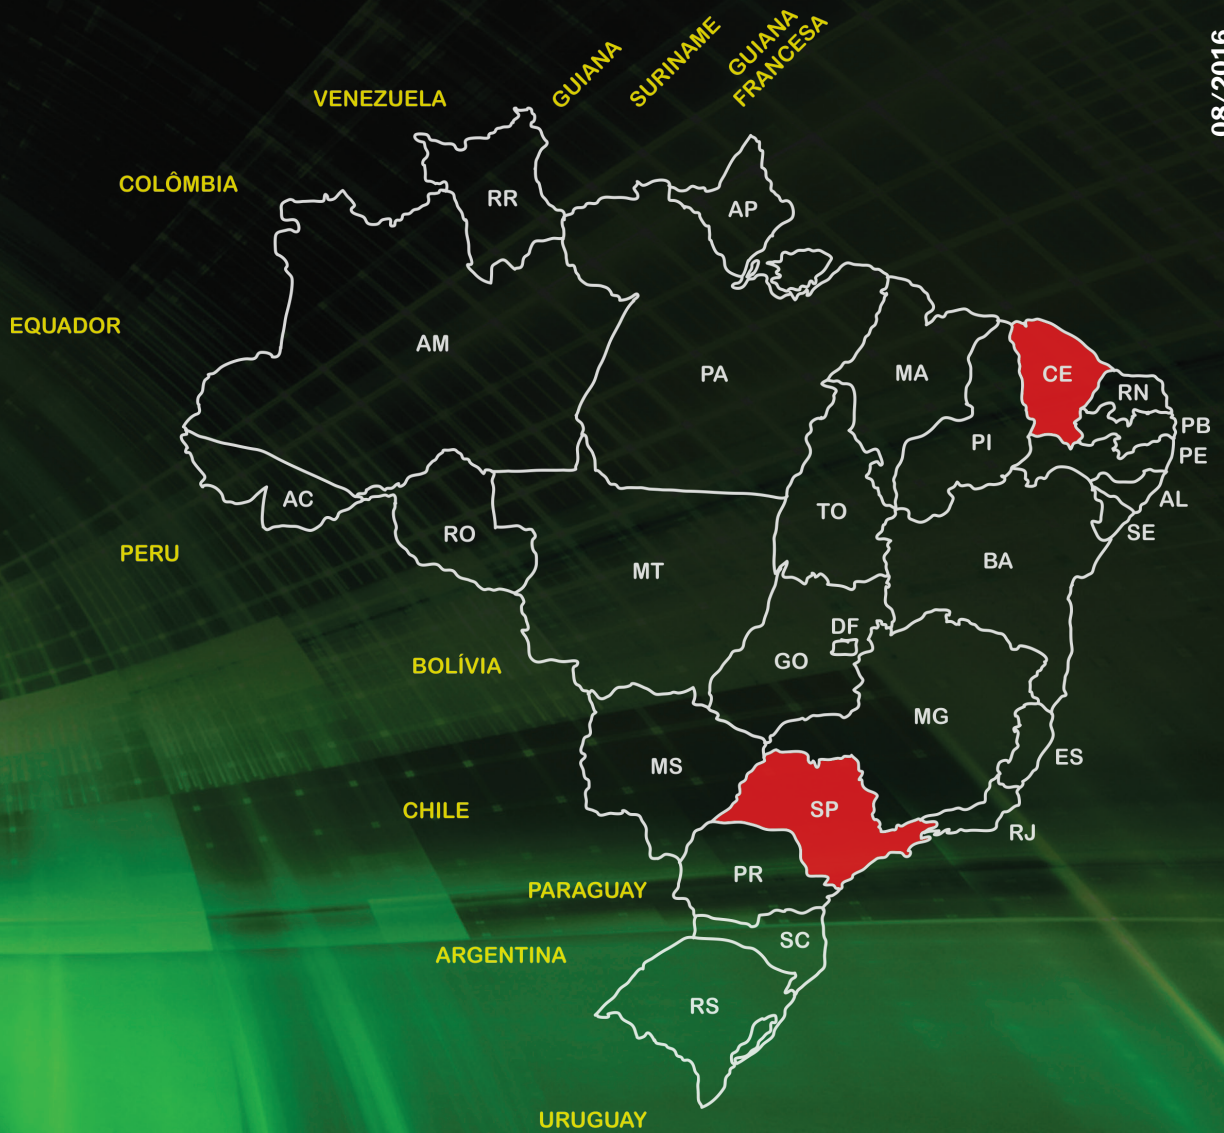 GUIANA
FRANCESA
SURINAME
GUIANA
VENEZUELA
08/2016
COLÔMBIA
RR
AP
EQUADOR
AM
PA
MA
CE
RN
PB
PI
PE
AC
TO
AL
RO
SE
PERU
MT
BA
DF
BOLÍVIA
GO
MG
ES
MS
CHILE
SP
RJ
PR
PARAGUAY
SC
ARGENTINA
RS
URUGUAY